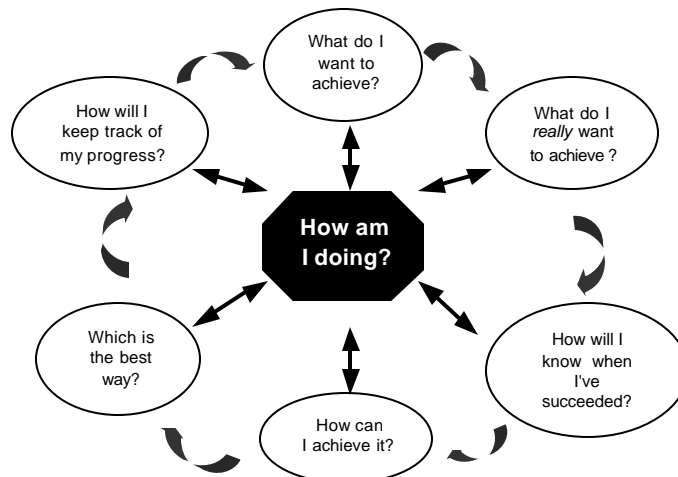 What do I
want to
achieve?
What do I
really want
to achieve ?
How will I
know when
I've
succeeded?
How can
I achieve it?
Which is
the best
way?
How will I
keep track of
my progress?
How am
I doing?